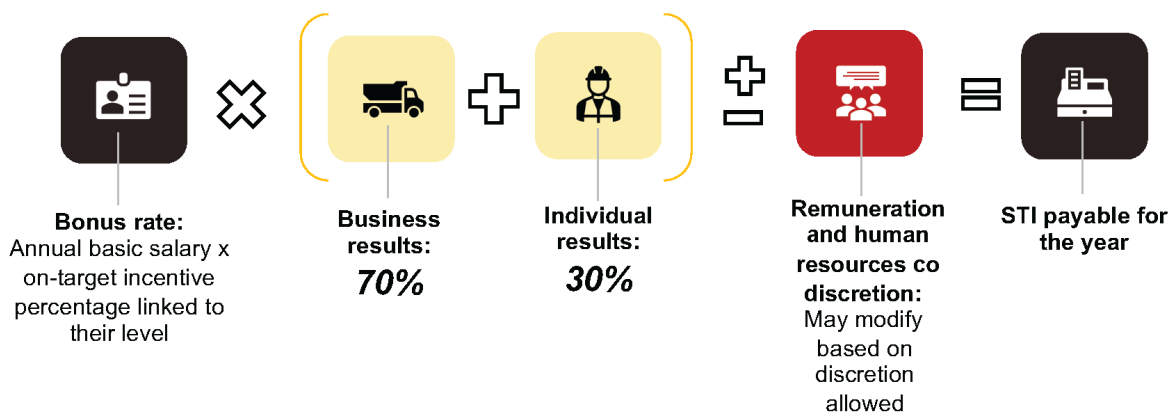 Bonus rate:
Annual basic salary x
on-target incentive
percentage linked to
their level
Business
results:
70%
Individual
results:
30%
Remuneration
and human
resources co
discretion:
May modify
based on
discretion
allowed
STI payable for
the year